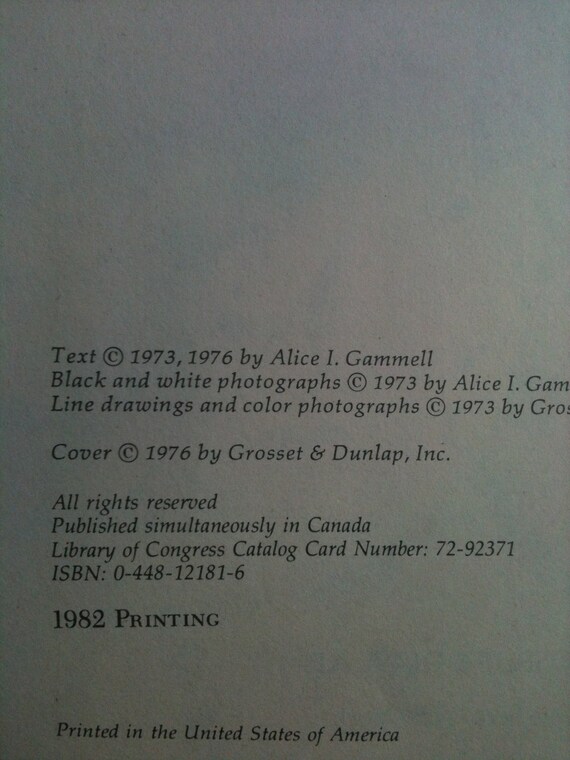 Text © 1973, 1976 by Alice I. Gammell
Black and white photographs © 1973 by Alice I. Gam
Line drawings and color photographs © 1973 by Gros
Cover © 1976 by Grosset & Dunlap, Inc.
All rights reserved
Published simultaneously in Canada
Library of Congress Catalog Card Number: 72-92371
ISBN: 0-448-12181-6
1982 PRINTING
Printed in the United States of America